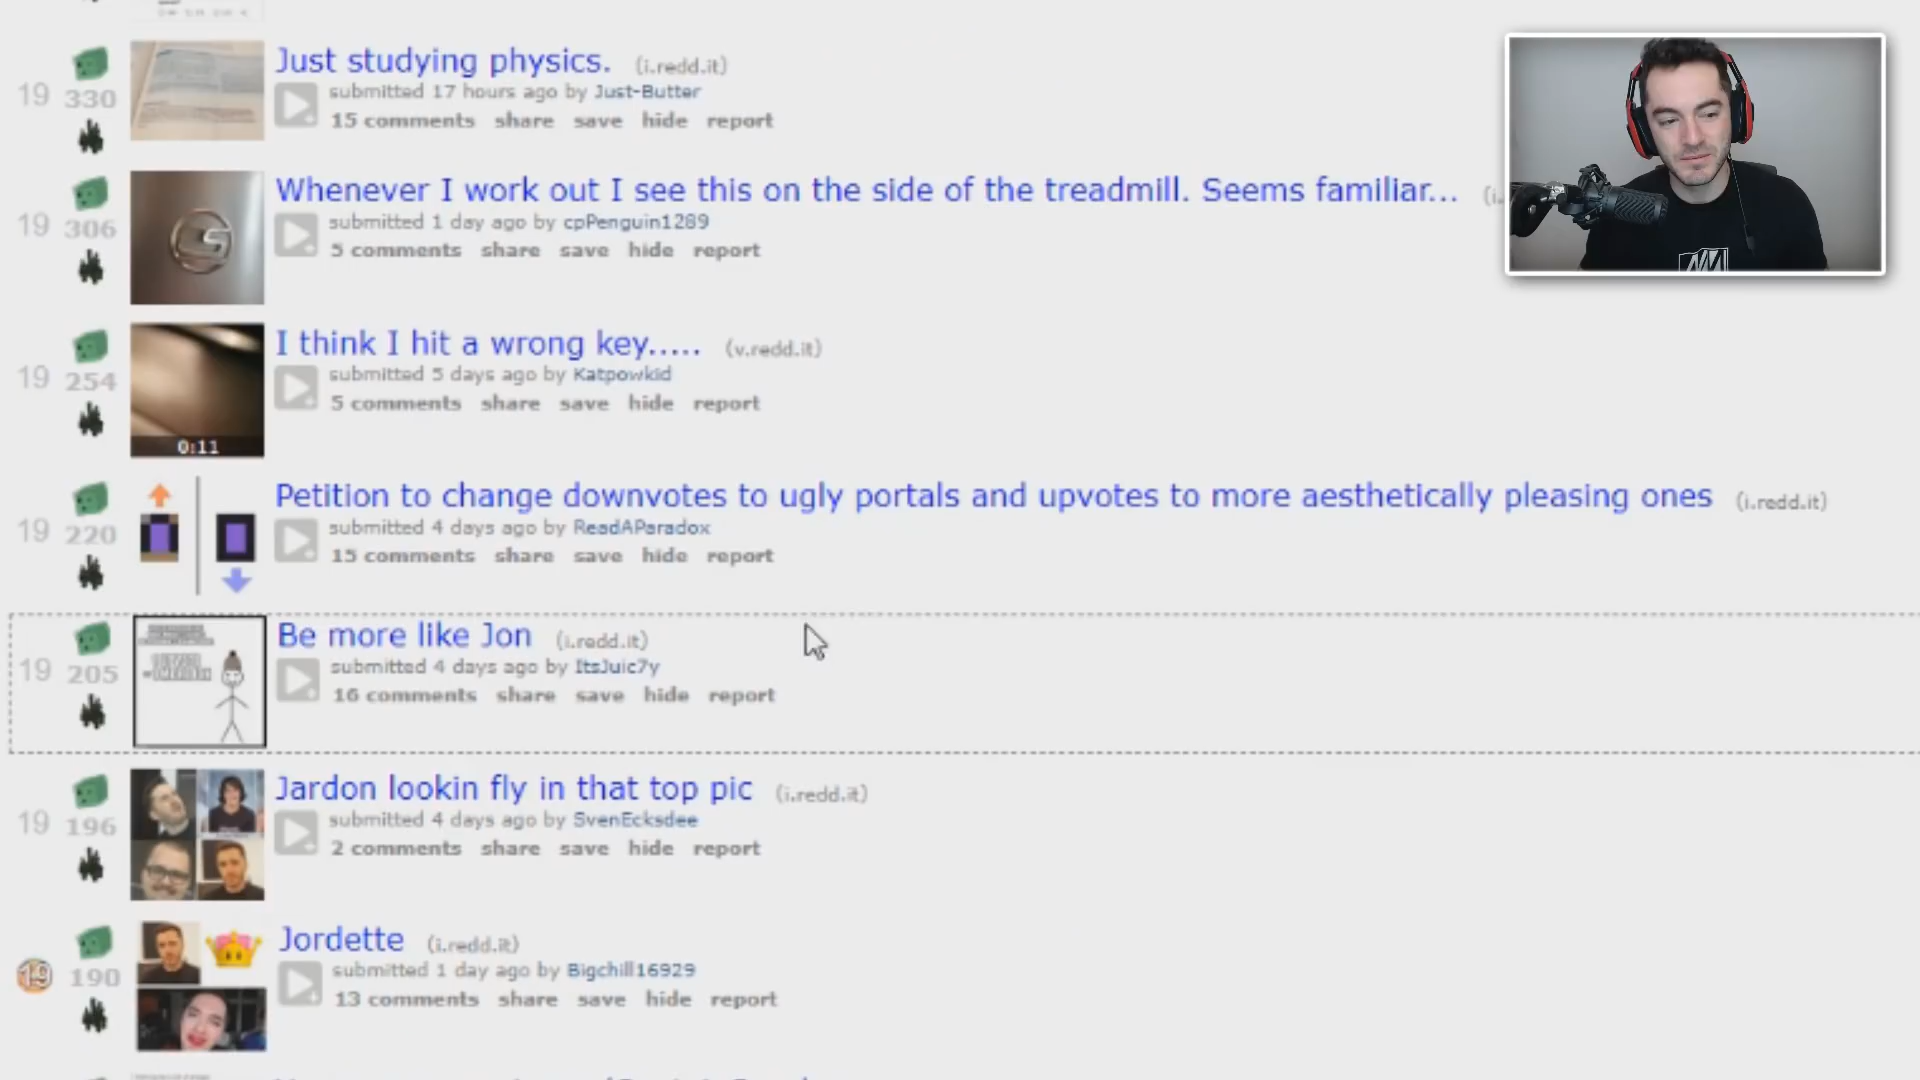 19 330 Just studying physics. (i.redd.it)
submitted 17 hours ago by Just-Butter
15 comments share save hide report
19 306 Whenever I work out I see this on the side of the treadmill. Seems familiar... (i.
submitted 1 day ago by cpPenguin1289
5 comments share save hide report
19 254 I think I hit a wrong key..... (v.redd.it)
submitted 5 days ago by Katpowkid
5 comments share save hide report
0:11
19 220 Petition to change downvotes to ugly portals and upvotes to more aesthetically pleasing ones (i.redd.it)
submitted 4 days ago by ReadAParadox
15 comments share save hide report
19 205 Be more like Jon (i.redd.it)
submitted 4 days ago by ItsJuic7y
16 comments share save hide report
19 196 Jardon lookin fly in that top pic (i.redd.it)
submitted 4 days ago by SvenEcksdee
2 comments share save hide report
19 190 Jordette (i.redd.it)
submitted 1 day ago by Bigchill16929
13 comments share save hide report